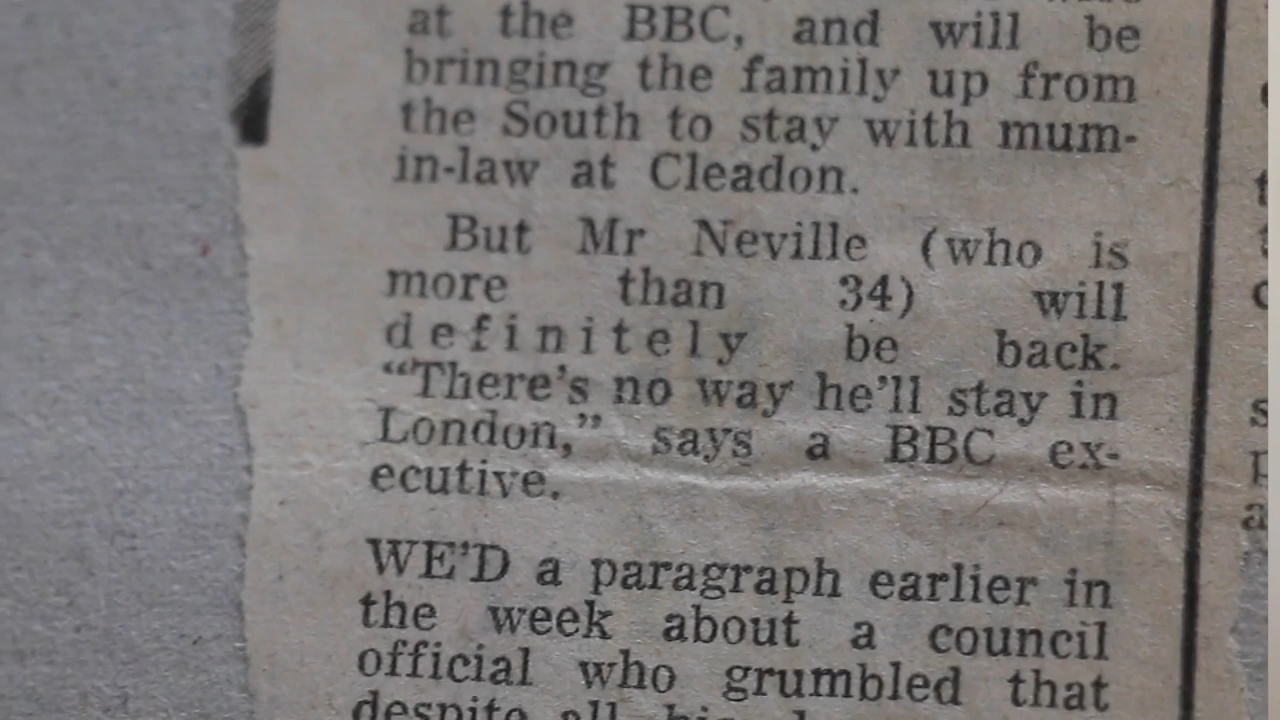 at the BBC, and will be
bringing the family up from
the South to stay with mum-
in-law at Cleadon.
But Mr Neville (who is
more than 34) will
definitely be back.
“There’s no way he’ll stay in
London,” says a BBC ex-
ecutive.
WE’D a paragraph earlier in
the week about a council
official who grumbled that
despite all his